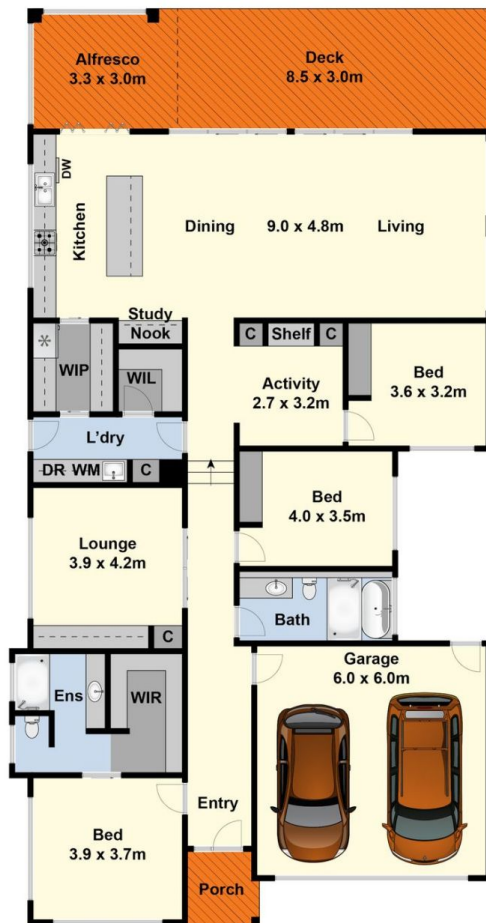 Alfresco
3.3 x 3.0m
Deck
8.5 x 3.0m
DW
Kitchen
Dining 9.0 x 4.8m Living
Study
Nook
C Shelf C
WIP
WIL
Activity
2.7 x 3.2m
Bed
3.6 x 3.2m
L'dry
DR WM C
Bed
4.0 x 3.5m
Lounge
3.9 x 4.2m
C
Bath
Garage
6.0 x 6.0m
Ens
WIR
Entry
Bed
3.9 x 3.7m
Porch